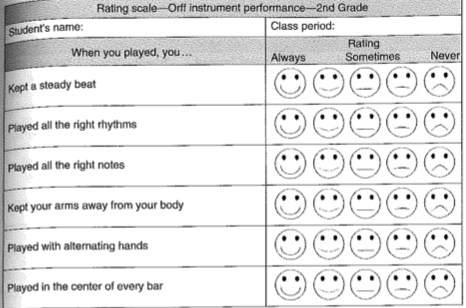 Rating scale—Orff instrument performance—2nd Grade
Student's name:
Class period:
When you played, you…
Rating
Always Sometimes Never
Kept a steady beat
Played all the right rhythms
Played all the right notes
Kept your arms away from your body
Played with alternating hands
Played in the center of every bar